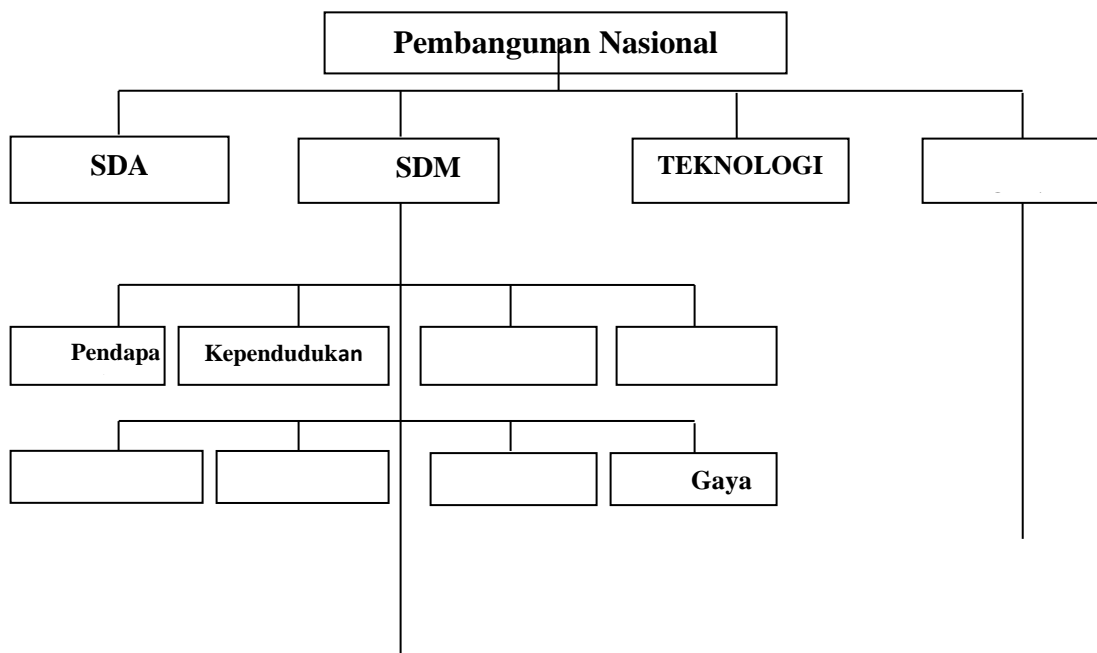 Pembangunan Nasional
SDA
SDM
TEKNOLOGI
Pendapa
Kependudukan
Gaya